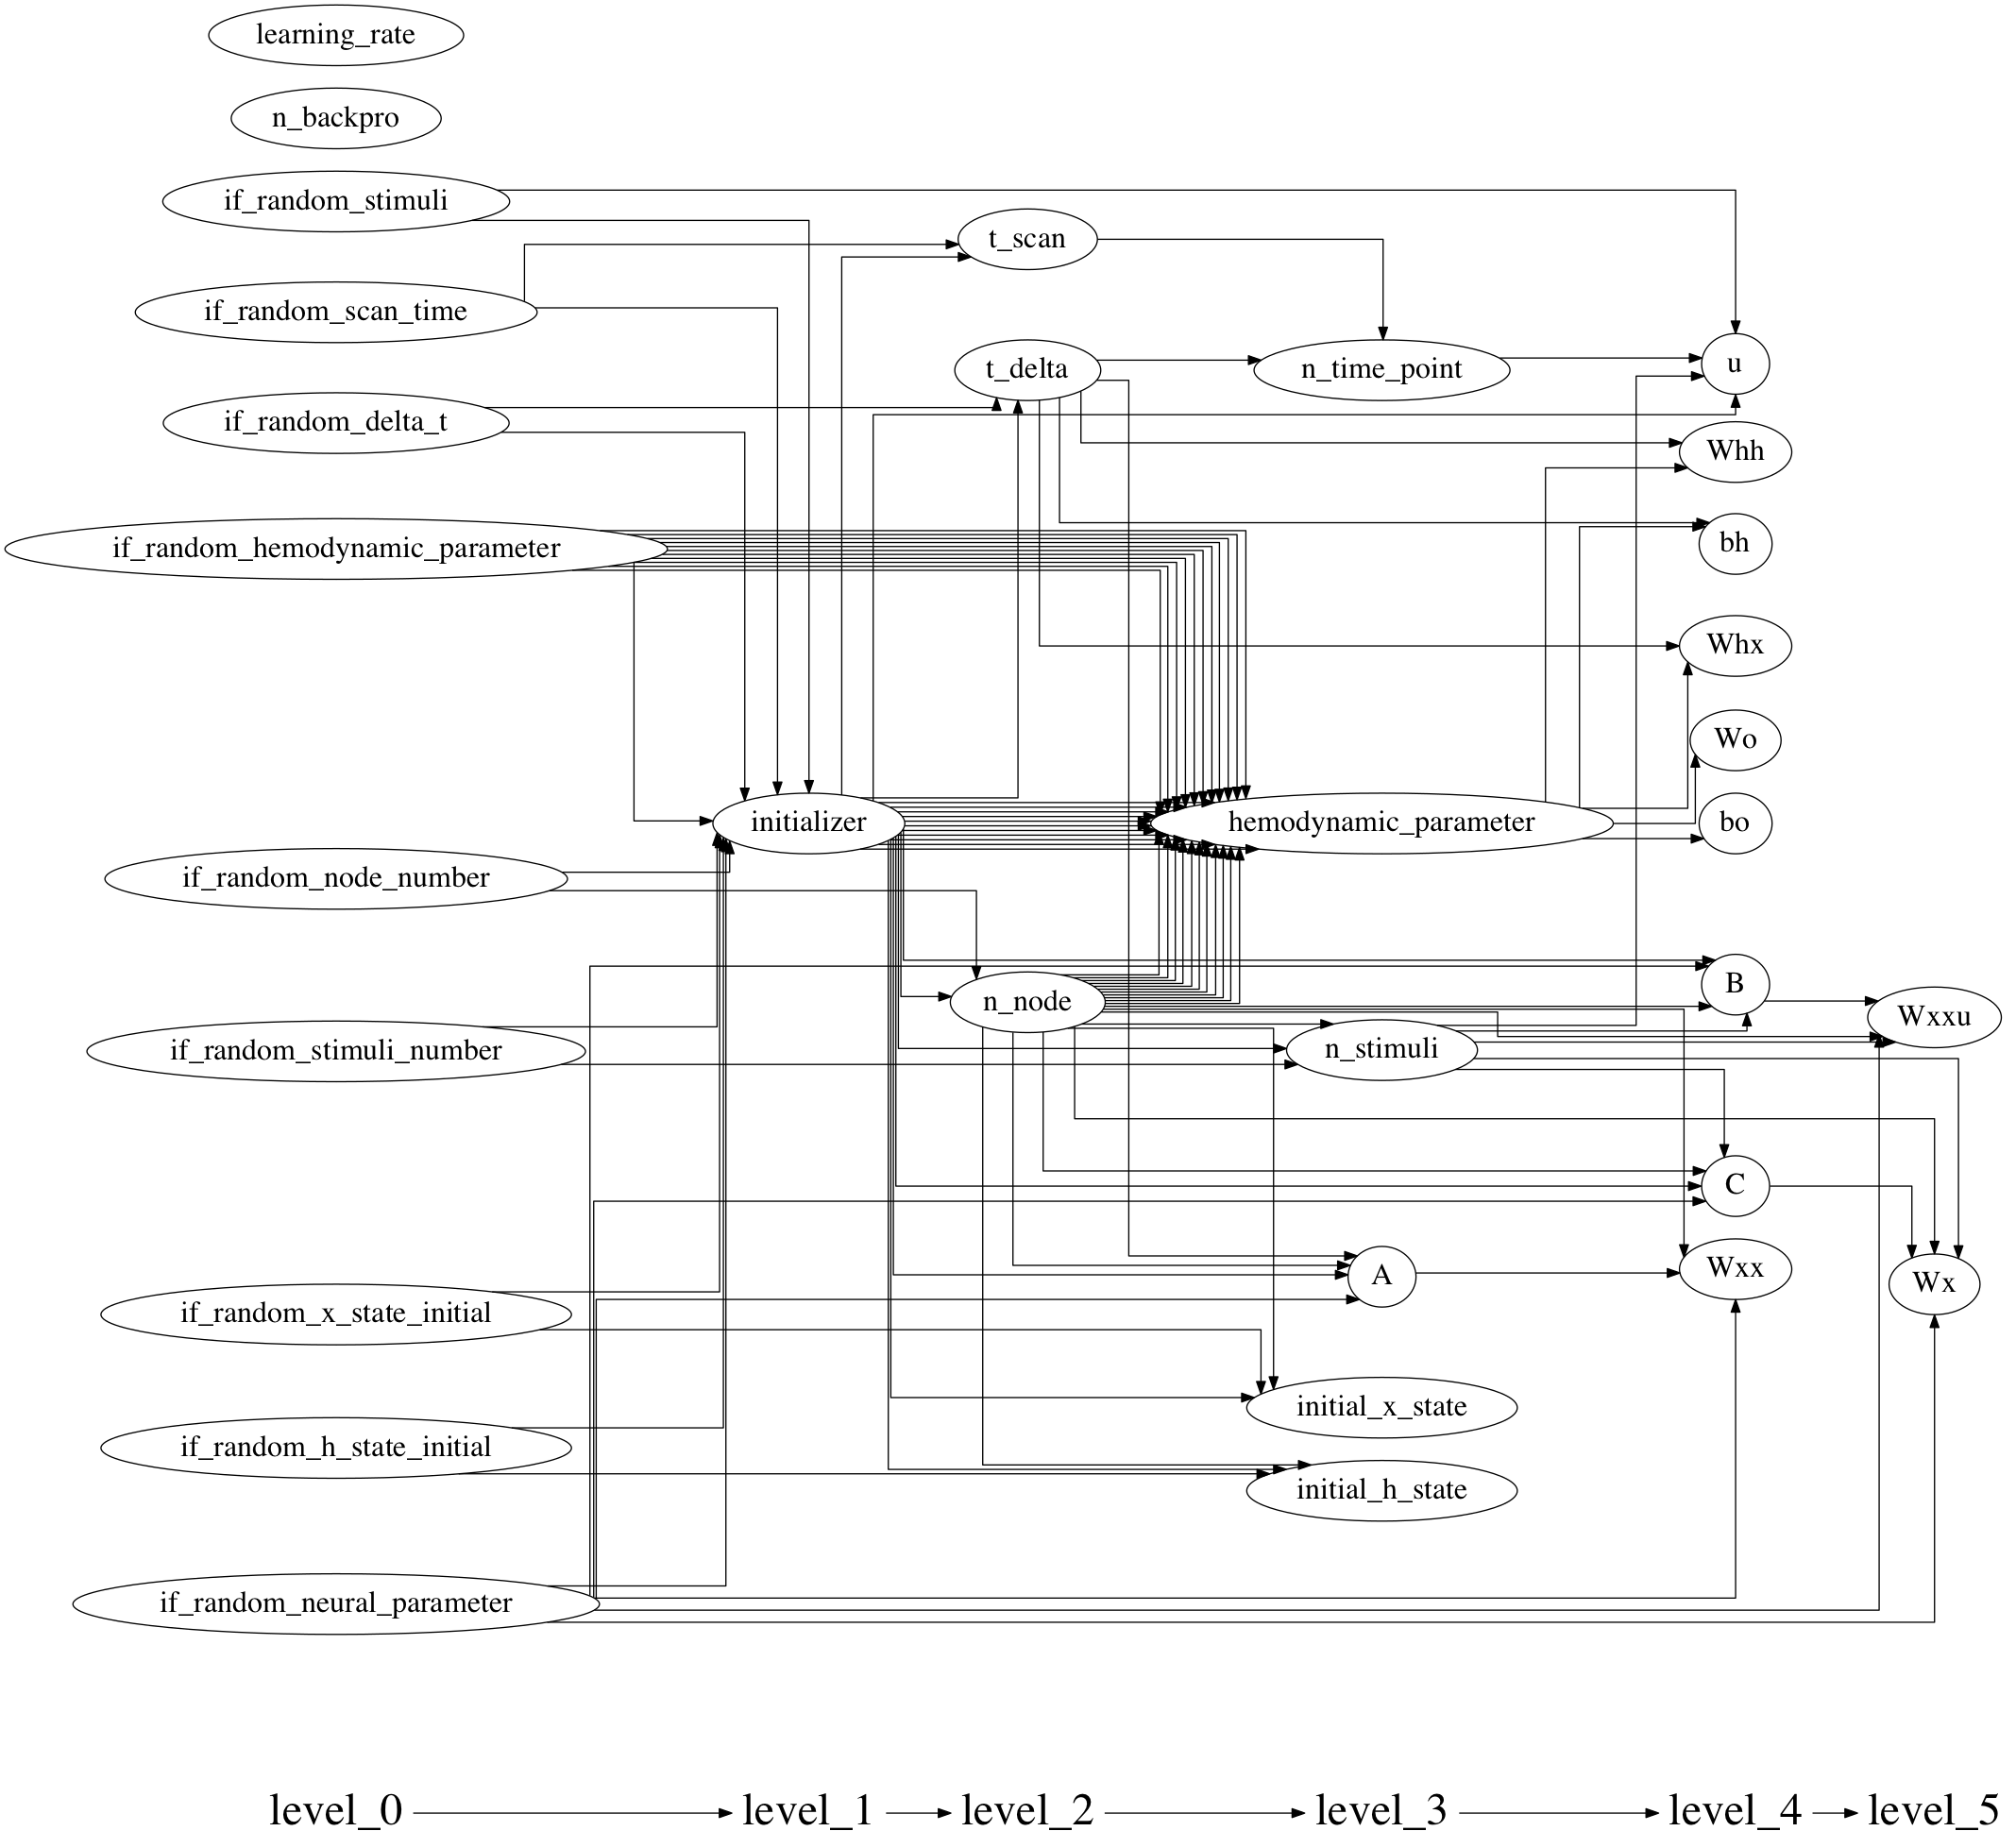 learning_rate
n_backpro
if_random_stimuli
t_scan
if_random_scan_time
t_delta
n_time_point
u
if_random_delta_t
Whh
if_random_hemodynamic_parameter
bh
Whx
Wo
initializer
hemodynamic_parameter
bo
if_random_node_number
B
n_node
Wxxu
if_random_stimuli_number
n_stimuli
C
Wxx
A
Wx
if_random_x_state_initial
initial_x_state
if_random_h_state_initial
initial_h_state
if_random_neural_parameter
level_0
level_1
level_2
level_3
level_4
level_5